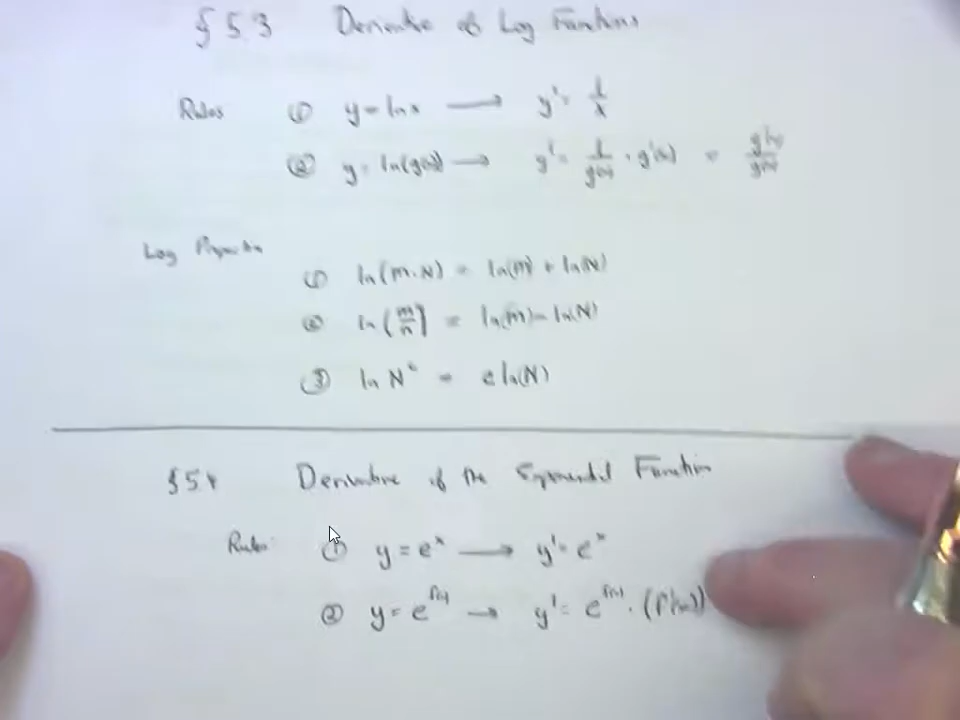 § 5.3 Derivative of Log Functions
Rules ① y = ln x → y' = 1/x
② y = ln(g(x)) → y' = 1/g(x) · g'(x) = g'(x)/g(x)
Log Properties
① ln(m·N) = ln(m) + ln(N)
② ln(m/n) = ln(m) - ln(N)
③ ln N^c = c ln(N)
§ 5.4 Derivative of the Exponential Function
Rules ① y = e^x → y' = e^x
② y = e^f(x) → y' = e^f(x) · (f'(x))